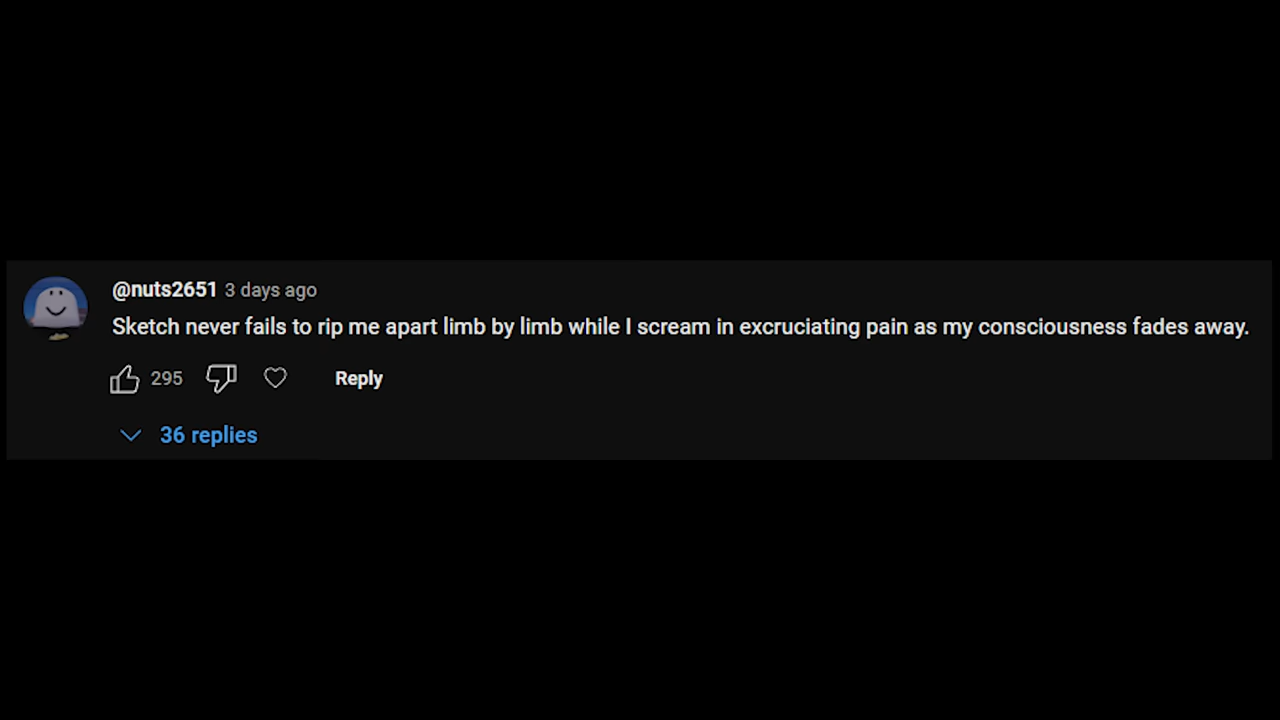 @nuts2651 3 days ago
Sketch never fails to rip me apart limb by limb while I scream in excruciating pain as my consciousness fades away.
295 Reply
36 replies